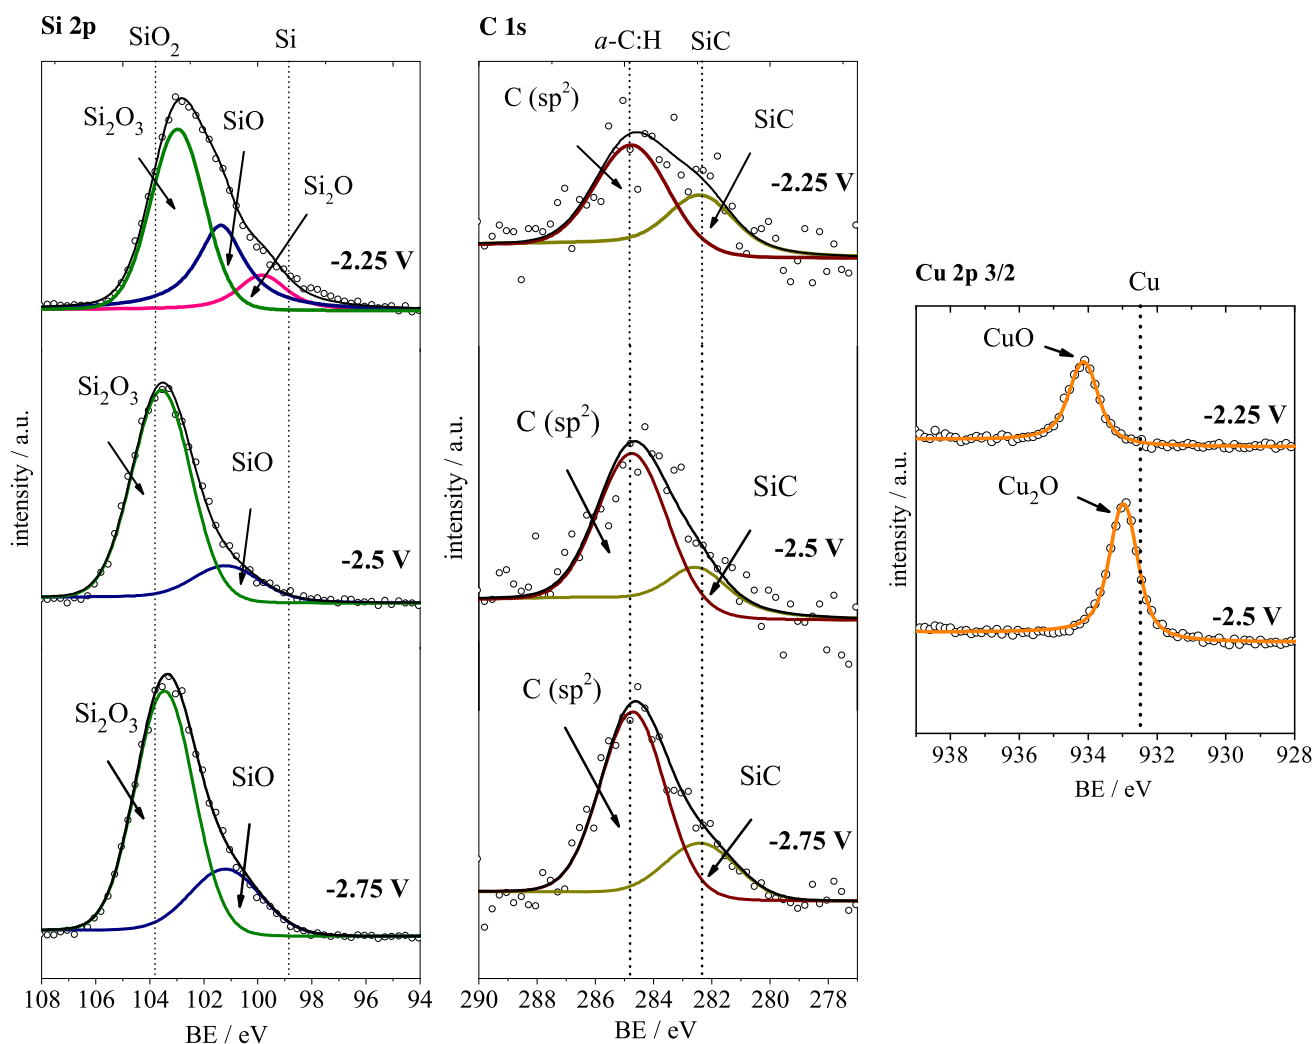 Si 2p
SiO2
Si
Si2O3
SiO
Si2O
-2.25 V
Si2O3
SiO
-2.5 V
Si2O3
SiO
-2.75 V
intensity / a.u.
108 106 104 102 100 98 96 94
BE / eV
C 1s
a-C:H
SiC
C (sp2)
SiC
-2.25 V
C (sp2)
SiC
-2.5 V
C (sp2)
SiC
-2.75 V
intensity / a.u.
290 288 286 284 282 280 278
BE / eV
Cu 2p 3/2
Cu
CuO
-2.25 V
Cu2O
-2.5 V
intensity / a.u.
938 936 934 932 930 928
BE / eV